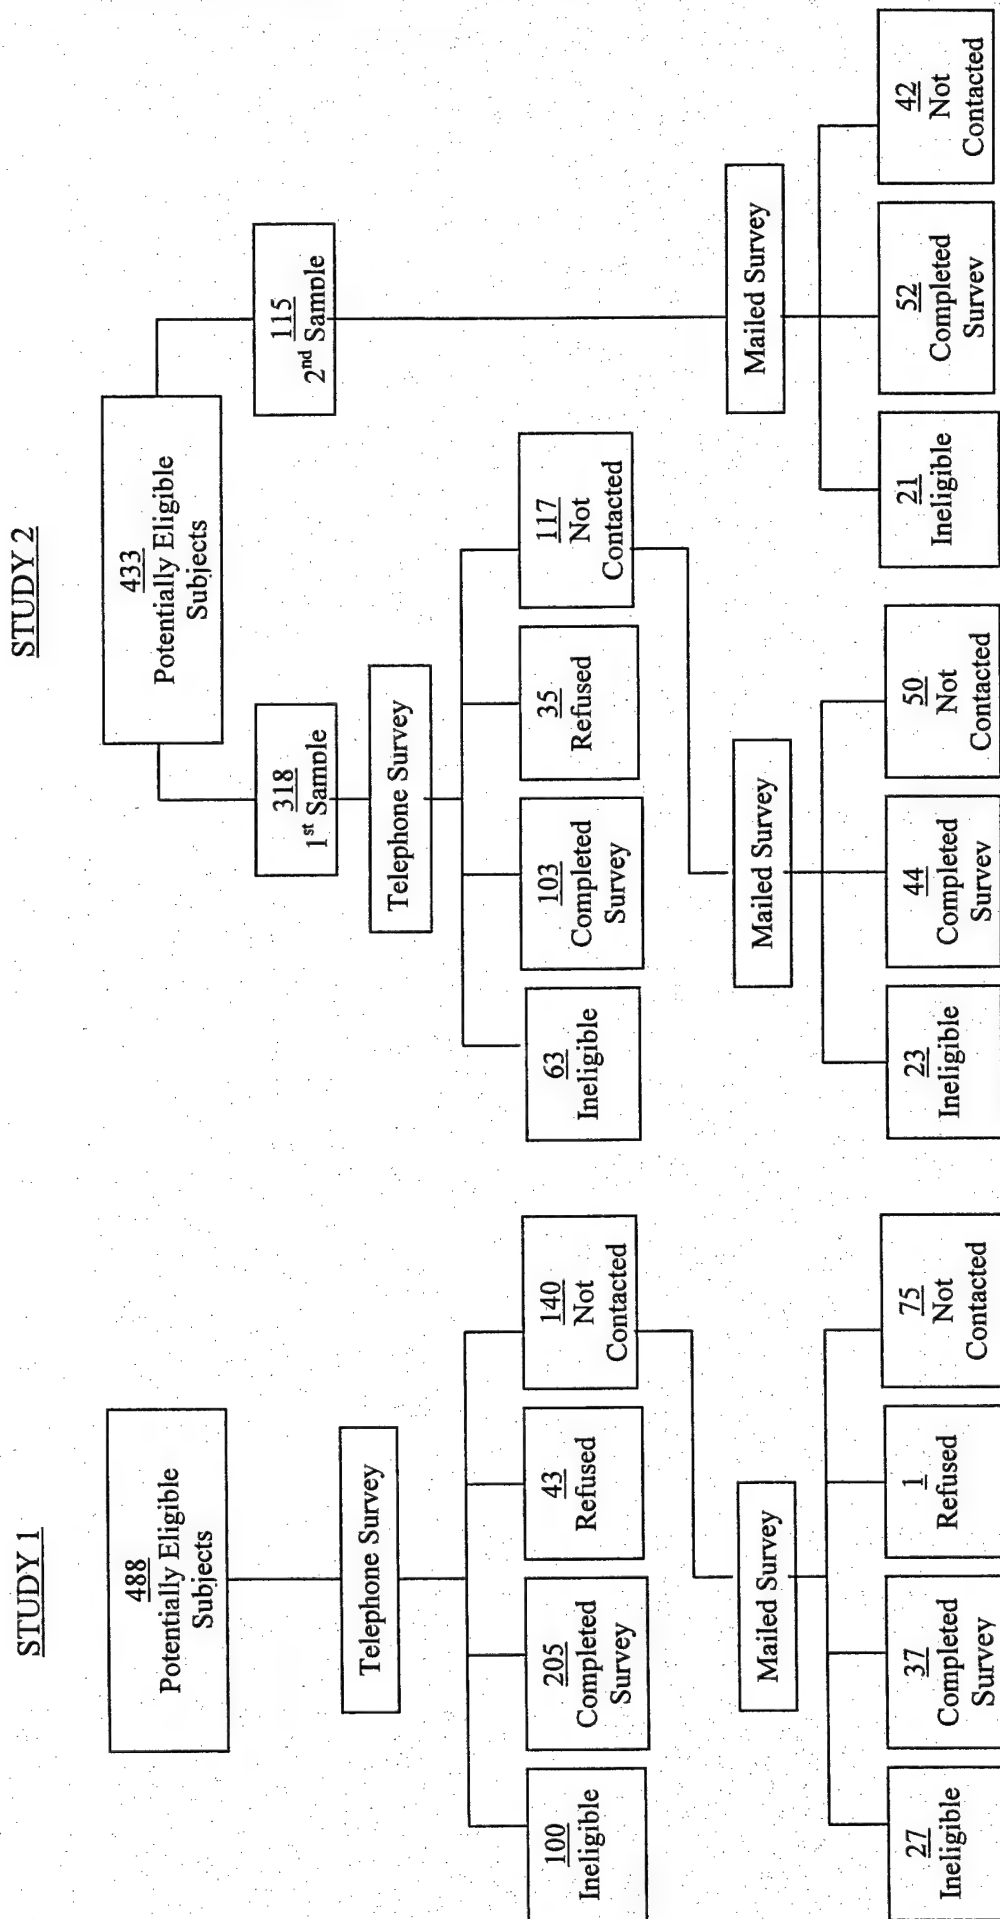 STUDY 1
488
Potentially Eligible
Subjects
Telephone Survey
100
Ineligible
205
Completed
Survey
43
Refused
140
Not
Contacted
Mailed Survey
27
Ineligible
37
Completed
Survey
1
Refused
75
Not
Contacted
STUDY 2
433
Potentially Eligible
Subjects
318
1st Sample
115
2nd Sample
Telephone Survey
63
Ineligible
103
Completed
Survey
35
Refused
117
Not
Contacted
Mailed Survey
23
Ineligible
44
Completed
Survey
50
Not
Contacted
Mailed Survey
21
Ineligible
52
Completed
Survey
42
Not
Contacted